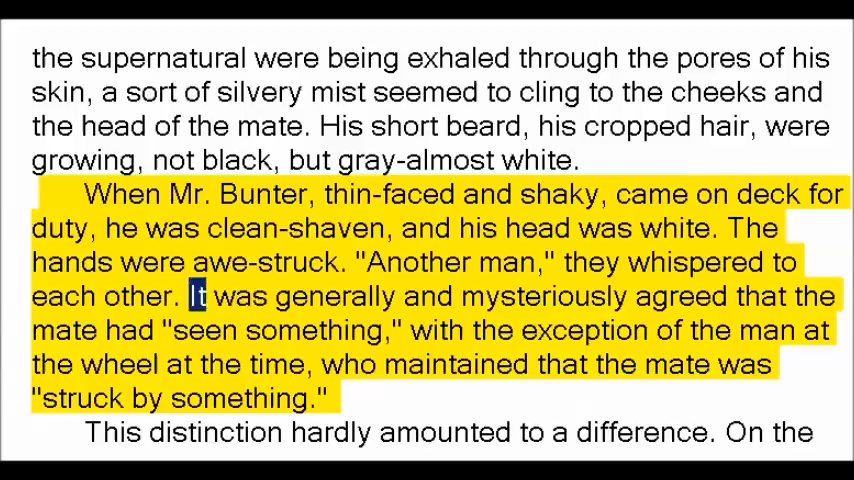 the supernatural were being exhaled through the pores of his
skin, a sort of silvery mist seemed to cling to the cheeks and
the head of the mate. His short beard, his cropped hair, were
growing, not black, but gray-almost white.
When Mr. Bunter, thin-faced and shaky, came on deck for
duty, he was clean-shaven, and his head was white. The
hands were awe-struck. "Another man," they whispered to
each other. It was generally and mysteriously agreed that the
mate had "seen something," with the exception of the man at
the wheel at the time, who maintained that the mate was
"struck by something."
This distinction hardly amounted to a difference. On the